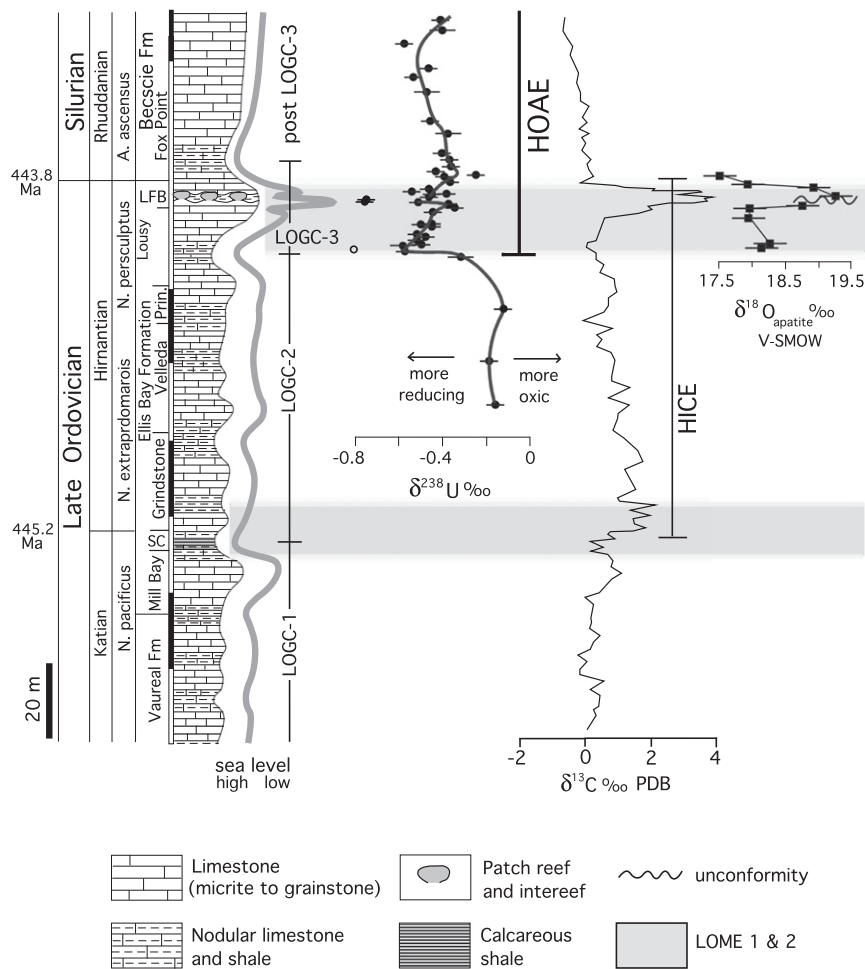 Silurian
Late Ordovician
Rhuddanian
Hirnantian
Katian
A. ascensus
N. persculptus
N. extraprdomarois
N. pacificus
Becscie Fm
Fox Point
LFB
Lousy
Prin.
Ellis Bay Formation
Velleda
Grindstone
SC
Mill Bay
Vaureal Fm
443.8
Ma
445.2
Ma
20 m
post LOGC-3
LOGC-3
LOGC-2
LOGC-1
sea level
high low
HOAE
more
reducing
more
oxic
-0.8 -0.4 0
δ238U‰
HICE
-2 0 2 4
δ13C ‰ PDB
17.5 18.5 19.5
δ18Oapatite‰
V-SMOW
Limestone
(micrite to grainstone)
Patch reef
and intereef
unconformity
Nodular limestone
and shale
Calcareous
shale
LOME 1 & 2